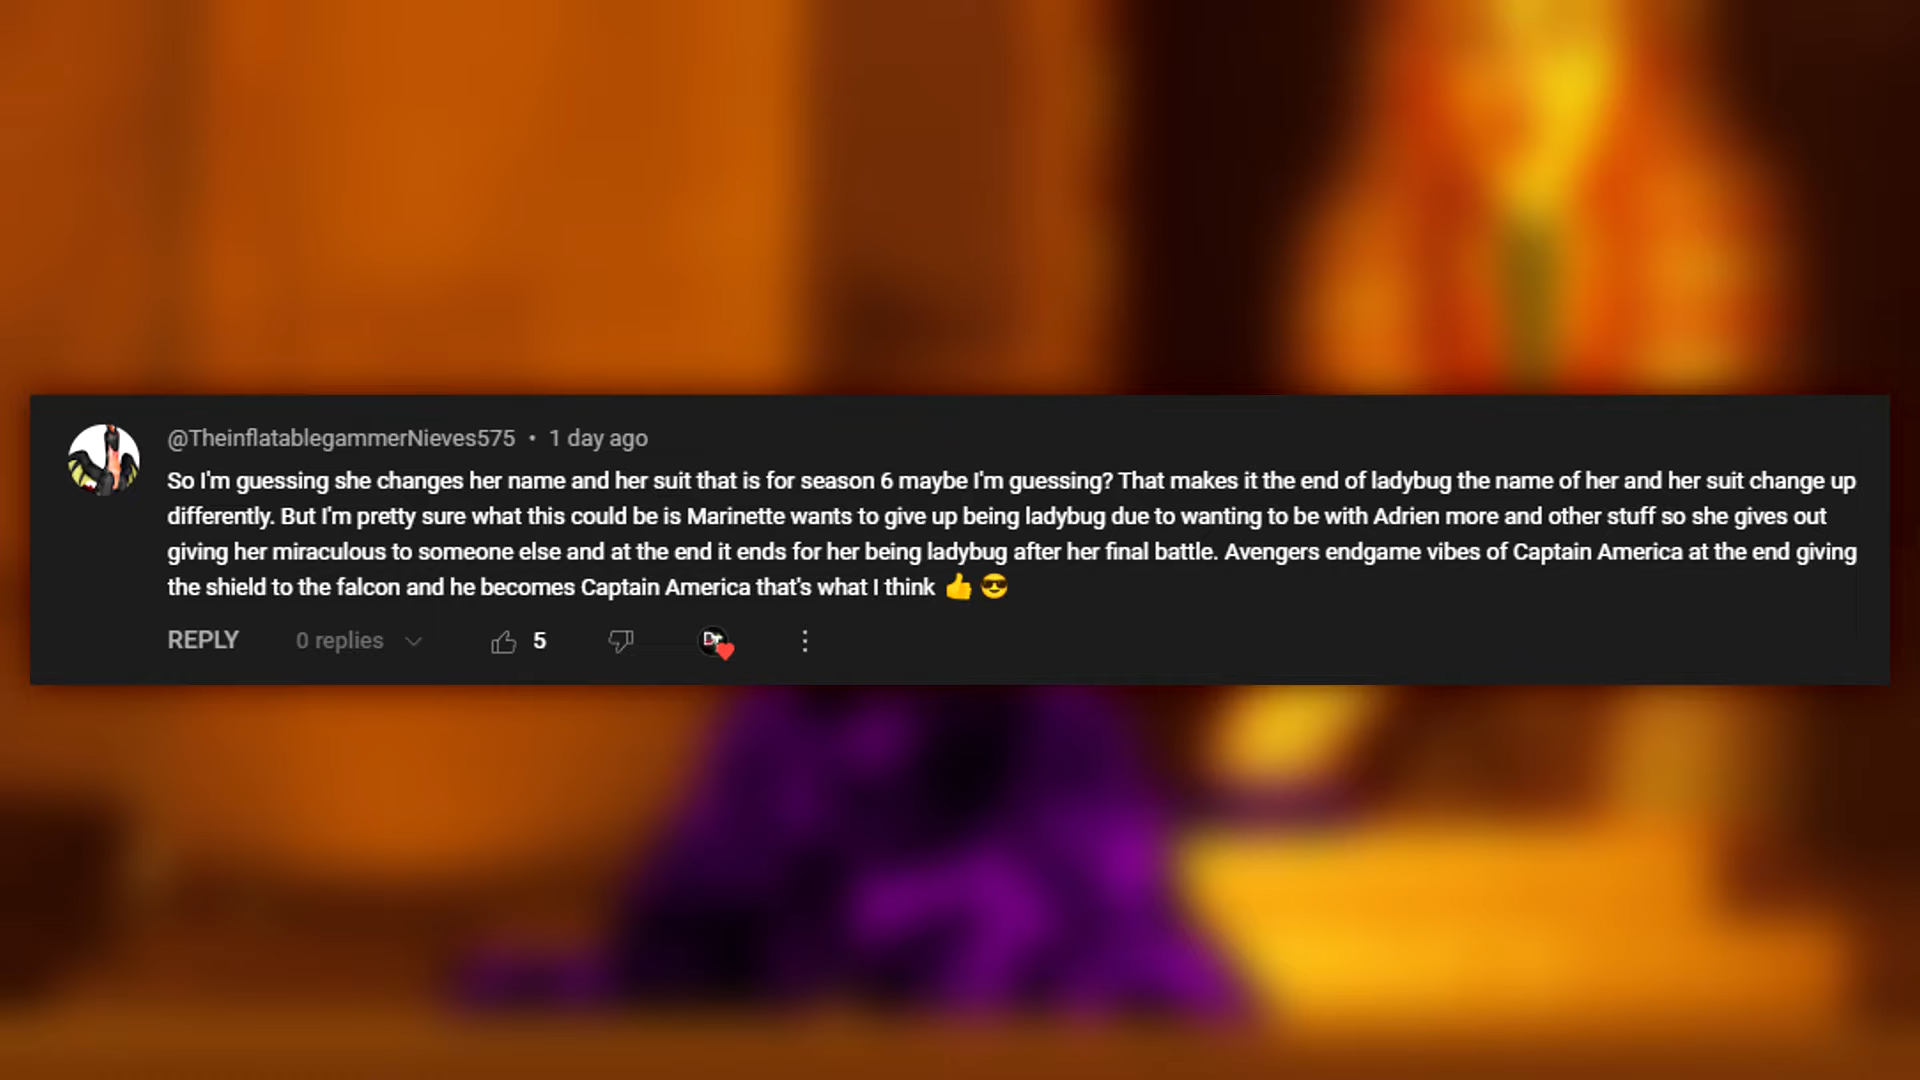 @TheinflatablegammerNieves575 • 1 day ago
So I'm guessing she changes her name and her suit that is for season 6 maybe I'm guessing? That makes it the end of ladybug the name of her and her suit change up
differently. But I'm pretty sure what this could be is Marinette wants to give up being ladybug due to wanting to be with Adrien more and other stuff so she gives out
giving her miraculous to someone else and at the end it ends for her being ladybug after her final battle. Avengers endgame vibes of Captain America at the end giving
the shield to the falcon and he becomes Captain America that's what I think 👍 😎
REPLY 0 replies 5